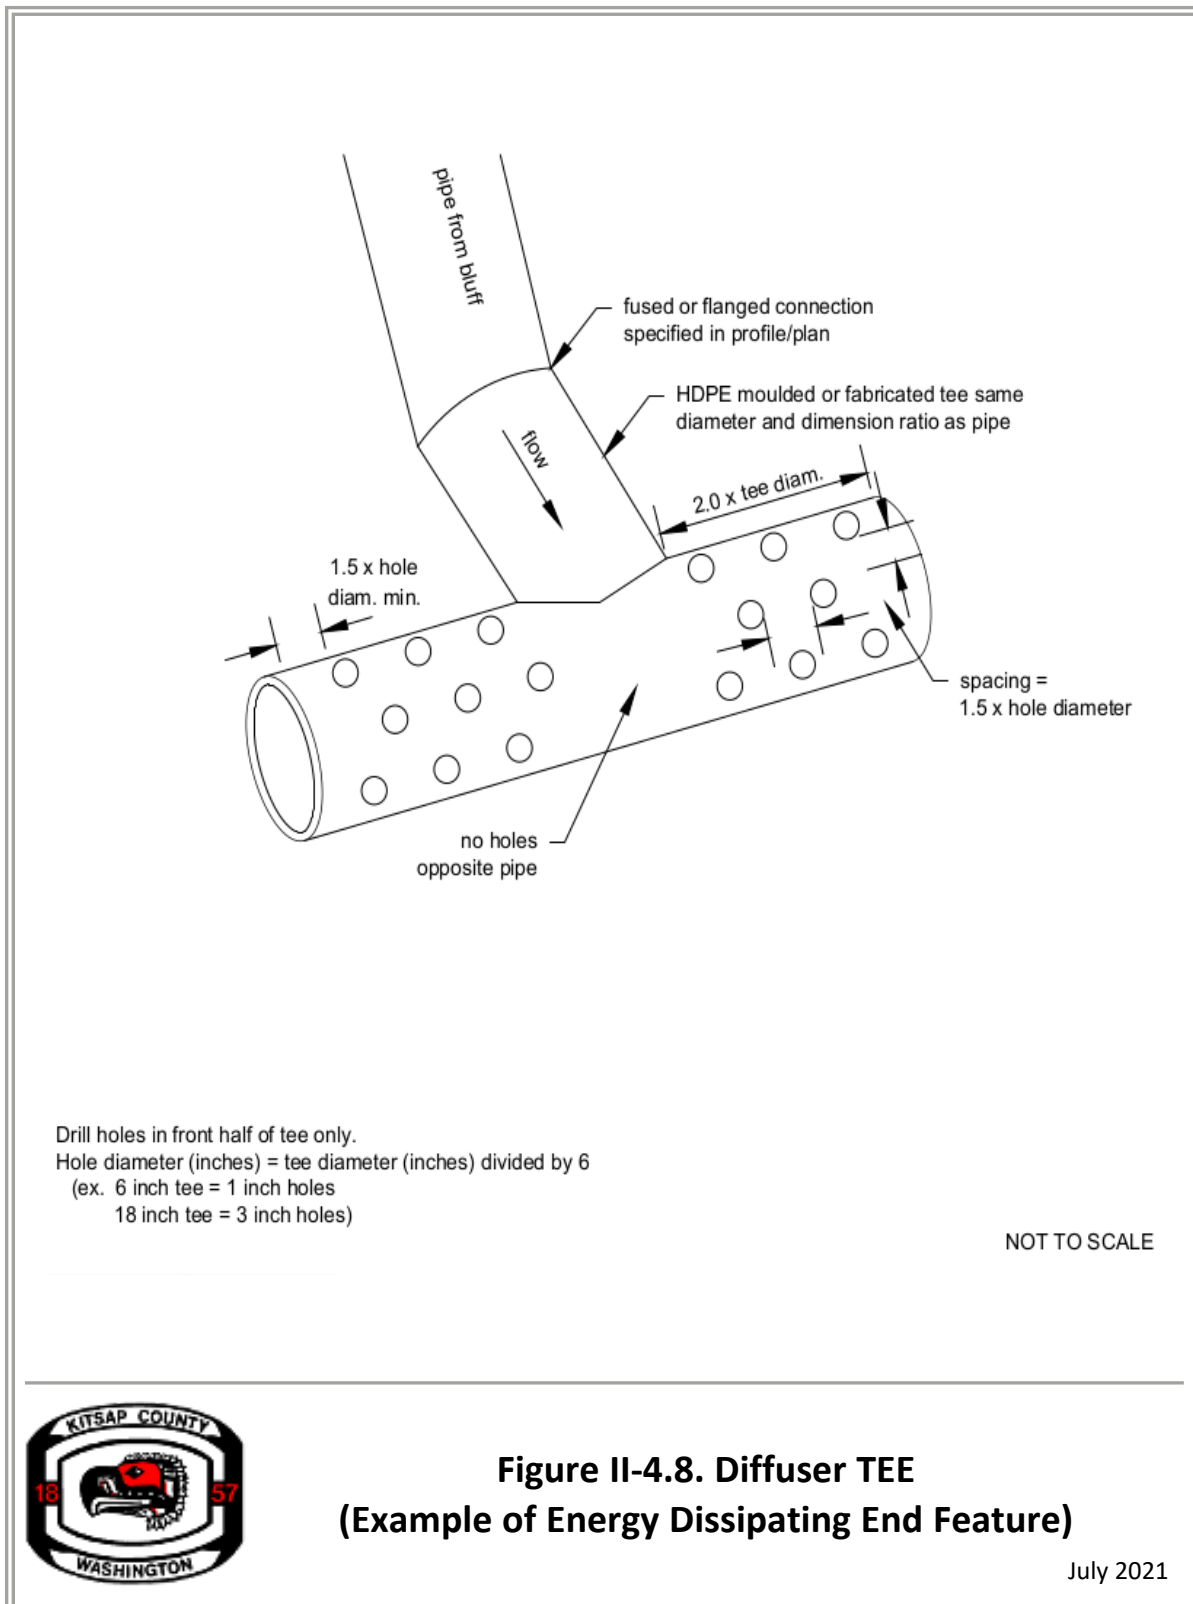 pipe from bluff
fused or flanged connection
specified in profile/plan
HDPE moulded or fabricated tee same
diameter and dimension ratio as pipe
flow
2.0 x tee diam.
1.5 x hole
diam. min.
spacing =
1.5 x hole diameter
no holes
opposite pipe
Drill holes in front half of tee only.
Hole diameter (inches) = tee diameter (inches) divided by 6
(ex. 6 inch tee = 1 inch holes
18 inch tee = 3 inch holes)
NOT TO SCALE
KITSAP COUNTY
18 57
WASHINGTON
Figure II-4.8. Diffuser TEE
(Example of Energy Dissipating End Feature)
July 2021